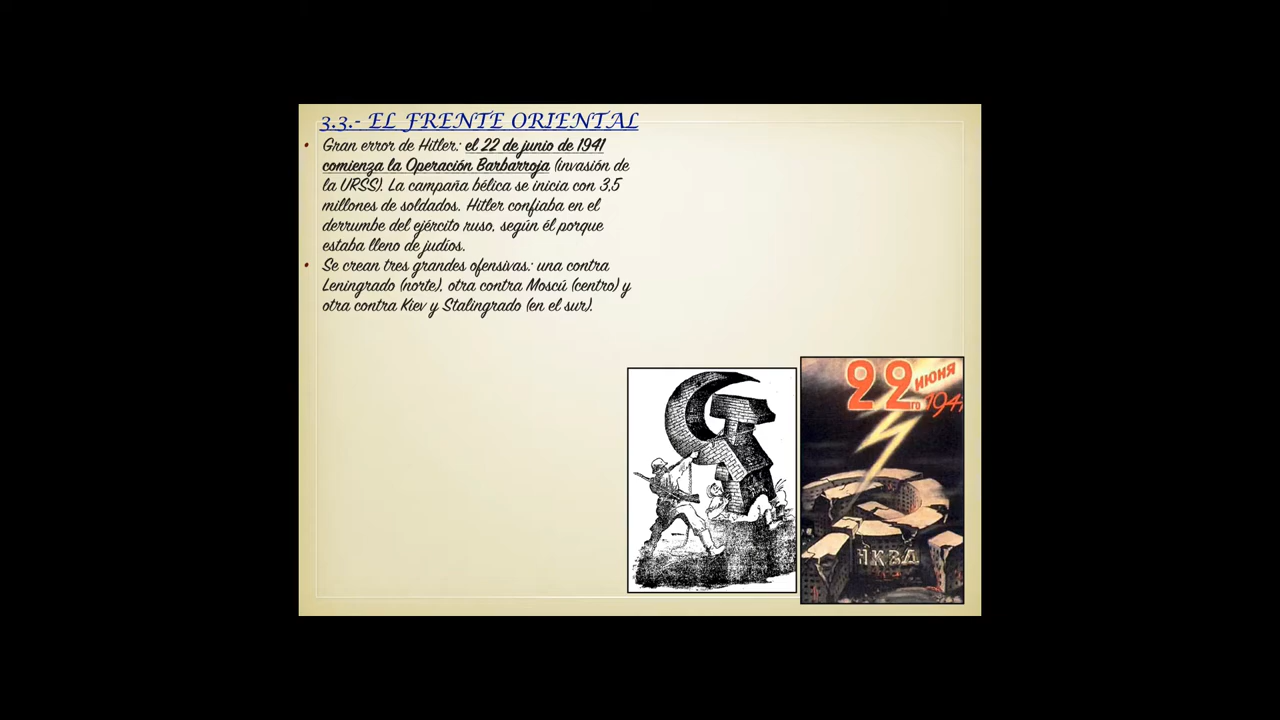 3.3.- EL FRENTE ORIENTAL
• Gran error de Hitler: el 22 de junio de 1941
comienza la Operación Barbarroja (invasión de
la URSS). La campaña bélica se inicia con 3,5
millones de soldados. Hitler confiaba en el
derrumbe del ejército ruso, según él porque
estaba lleno de judíos.
• Se crean tres grandes ofensivas: una contra
Leningrado (norte), otra contra Moscú (centro) y
otra contra Kiev y Stalingrado (en el sur).
22го ИЮНЯ
1941
НКВД